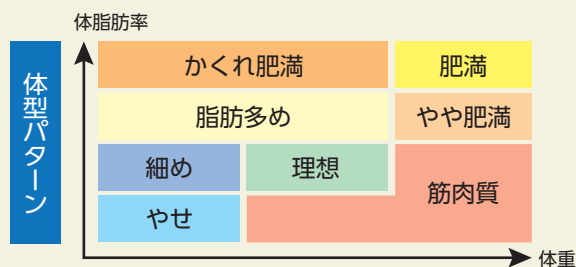 体脂肪率
体型パターン
かくれ肥満
肥満
脂肪多め
やや肥満
細め
理想
筋肉質
やせ
体重